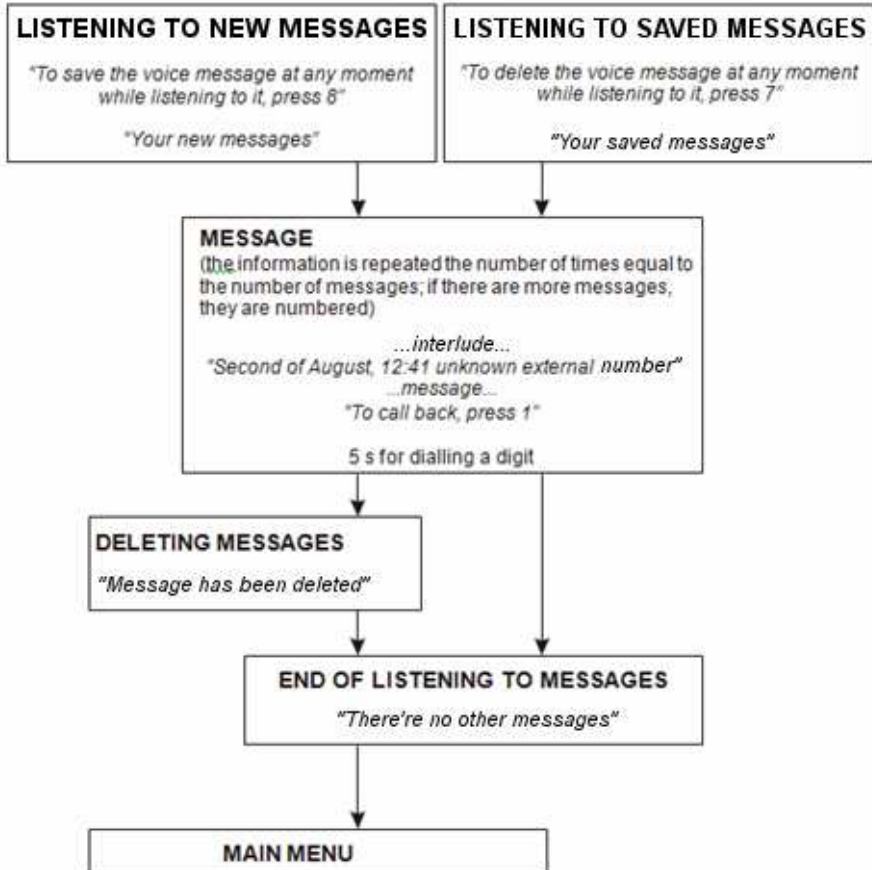 LISTENING TO NEW MESSAGES
"To save the voice message at any moment
while listening to it, press 8"
"Your new messages"
LISTENING TO SAVED MESSAGES
"To delete the voice message at any moment
while listening to it, press 7"
"Your saved messages"
MESSAGE
(the information is repeated the number of times equal to
the number of messages; if there are more messages,
they are numbered)
...interlude...
"Second of August, 12:41 unknown external number"
...message...
"To call back, press 1"
5 s for dialling a digit
DELETING MESSAGES
"Message has been deleted"
END OF LISTENING TO MESSAGES
"There're no other messages"
MAIN MENU